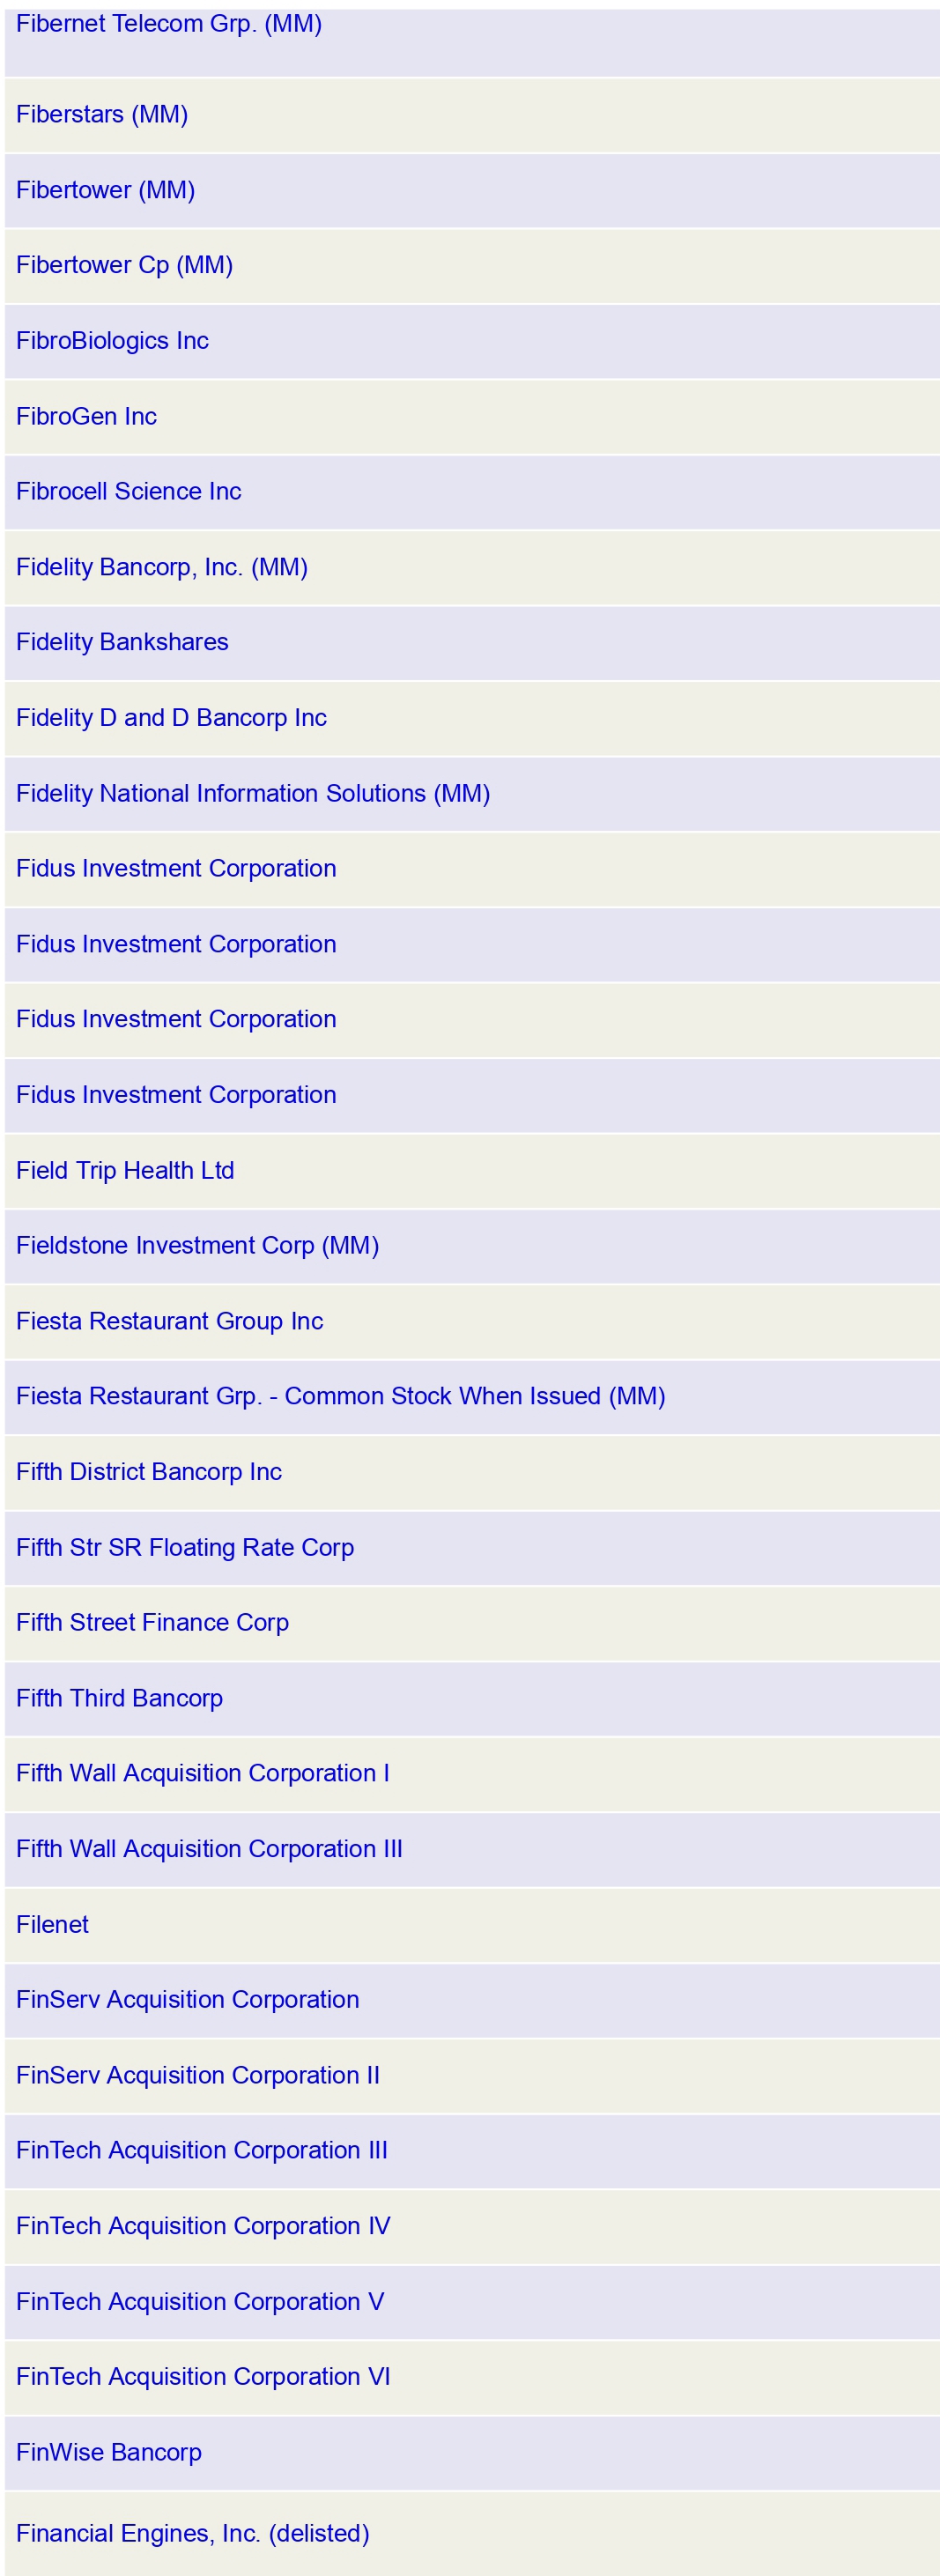 Fibernet Telecom Grp. (MM)
Fiberstars (MM)
Fibertower (MM)
Fibertower Cp (MM)
FibroBiologics Inc
FibroGen Inc
Fibrocell Science Inc
Fidelity Bancorp, Inc. (MM)
Fidelity Bankshares
Fidelity D and D Bancorp Inc
Fidelity National Information Solutions (MM)
Fidus Investment Corporation
Fidus Investment Corporation
Fidus Investment Corporation
Fidus Investment Corporation
Field Trip Health Ltd
Fieldstone Investment Corp (MM)
Fiesta Restaurant Group Inc
Fiesta Restaurant Grp. - Common Stock When Issued (MM)
Fifth District Bancorp Inc
Fifth Str SR Floating Rate Corp
Fifth Street Finance Corp
Fifth Third Bancorp
Fifth Wall Acquisition Corporation I
Fifth Wall Acquisition Corporation III
Filenet
FinServ Acquisition Corporation
FinServ Acquisition Corporation II
FinTech Acquisition Corporation III
FinTech Acquisition Corporation IV
FinTech Acquisition Corporation V
FinTech Acquisition Corporation VI
FinWise Bancorp
Financial Engines, Inc. (delisted)